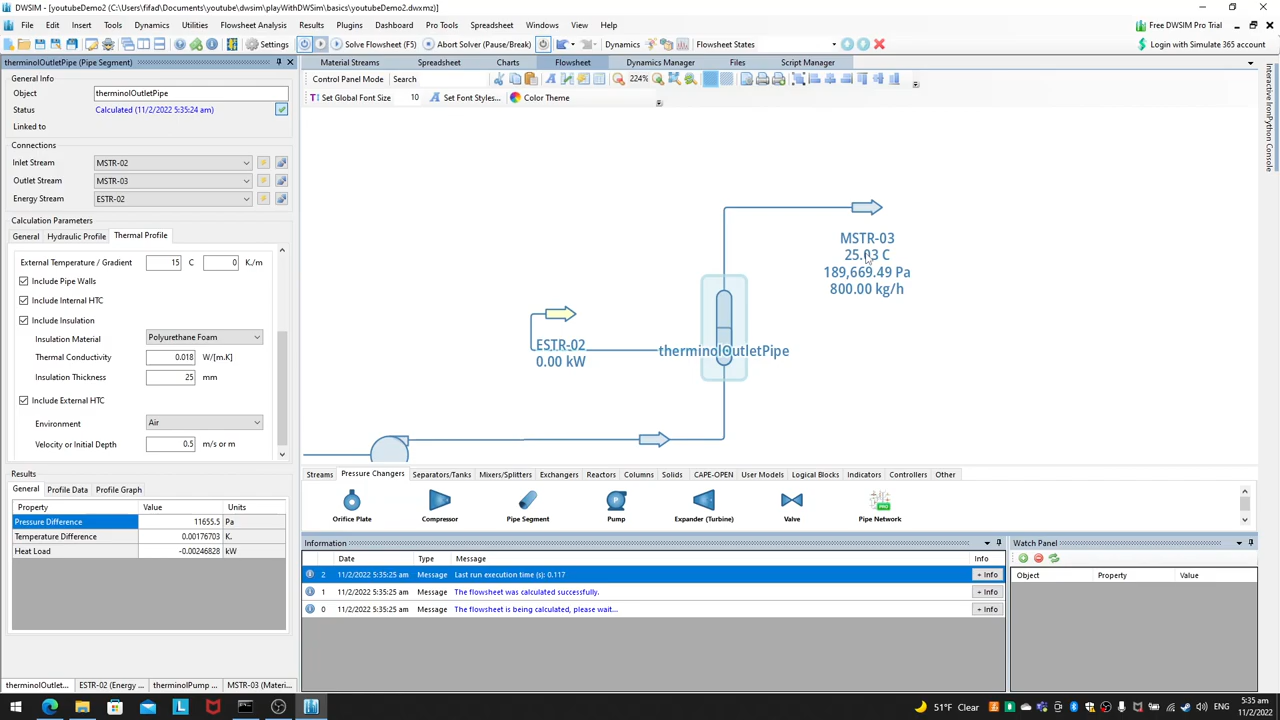 DWSIM - [youtubeDemo2 (C:\Users\fifad\Documents\youtube\dwsim\playWithDWSim\basics\youtubeDemo2.dwxmz)]
File Edit Insert Tools Dynamics Utilities Flowsheet Analysis Results Plugins Dashboard Pro Tools Spreadsheet Windows View Help Free DWSIM Pro Trial
Settings Solve Flowsheet (F5) Abort Solver (Pause/Break) Dynamics Flowsheet States Login with Simulate 365 account
therminolOutletPipe (Pipe Segment)
Material Streams Spreadsheet Charts Flowsheet Dynamics Manager Files Script Manager
General Info
Control Panel Mode Search 224%
Object therminolOutletPipe
Set Global Font Size 10 Set Font Styles... Color Theme
Status Calculated (11/2/2022 5:35:24 am)
Linked to
Connections
Inlet Stream MSTR-02
Outlet Stream MSTR-03
Energy Stream ESTR-02
Calculation Parameters
General Hydraulic Profile Thermal Profile
External Temperature / Gradient 15 C 0 K./m
Include Pipe Walls
Include Internal HTC
Include Insulation
Insulation Material Polyurethane Foam
Thermal Conductivity 0.018 W/[m.K]
Insulation Thickness 25 mm
Include External HTC
Environment Air
Velocity or Initial Depth 0.5 m/s or m
MSTR-03
25.03 C
189,669.49 Pa
800.00 kg/h
ESTR-02
0.00 kW
therminolOutletPipe
Results
General Profile Data Profile Graph
Property Value Units
Pressure Difference 11655.5 Pa
Temperature Difference 0.00176703 K.
Heat Load -0.00246828 kW
Streams Pressure Changers Separators/Tanks Mixers/Splitters Exchangers Reactors Columns Solids CAPE-OPEN User Models Logical Blocks Indicators Controllers Other
Orifice Plate Compressor Pipe Segment Pump Expander (Turbine) Valve Pipe Network
PRO
Information
Date Type Message Info
2 11/2/2022 5:35:25 am Message Last run execution time (s): 0.117 + Info
1 11/2/2022 5:35:25 am Message The flowsheet was calculated successfully. + Info
0 11/2/2022 5:35:25 am Message The flowsheet is being calculated, please wait... + Info
Watch Panel
Object Property Value
Interactive IronPython Console
therminolOutlet... ESTR-02 (Energy ... therminolPump ... MSTR-03 (Materi...
51°F Clear ENG 5:35 am
11/2/2022